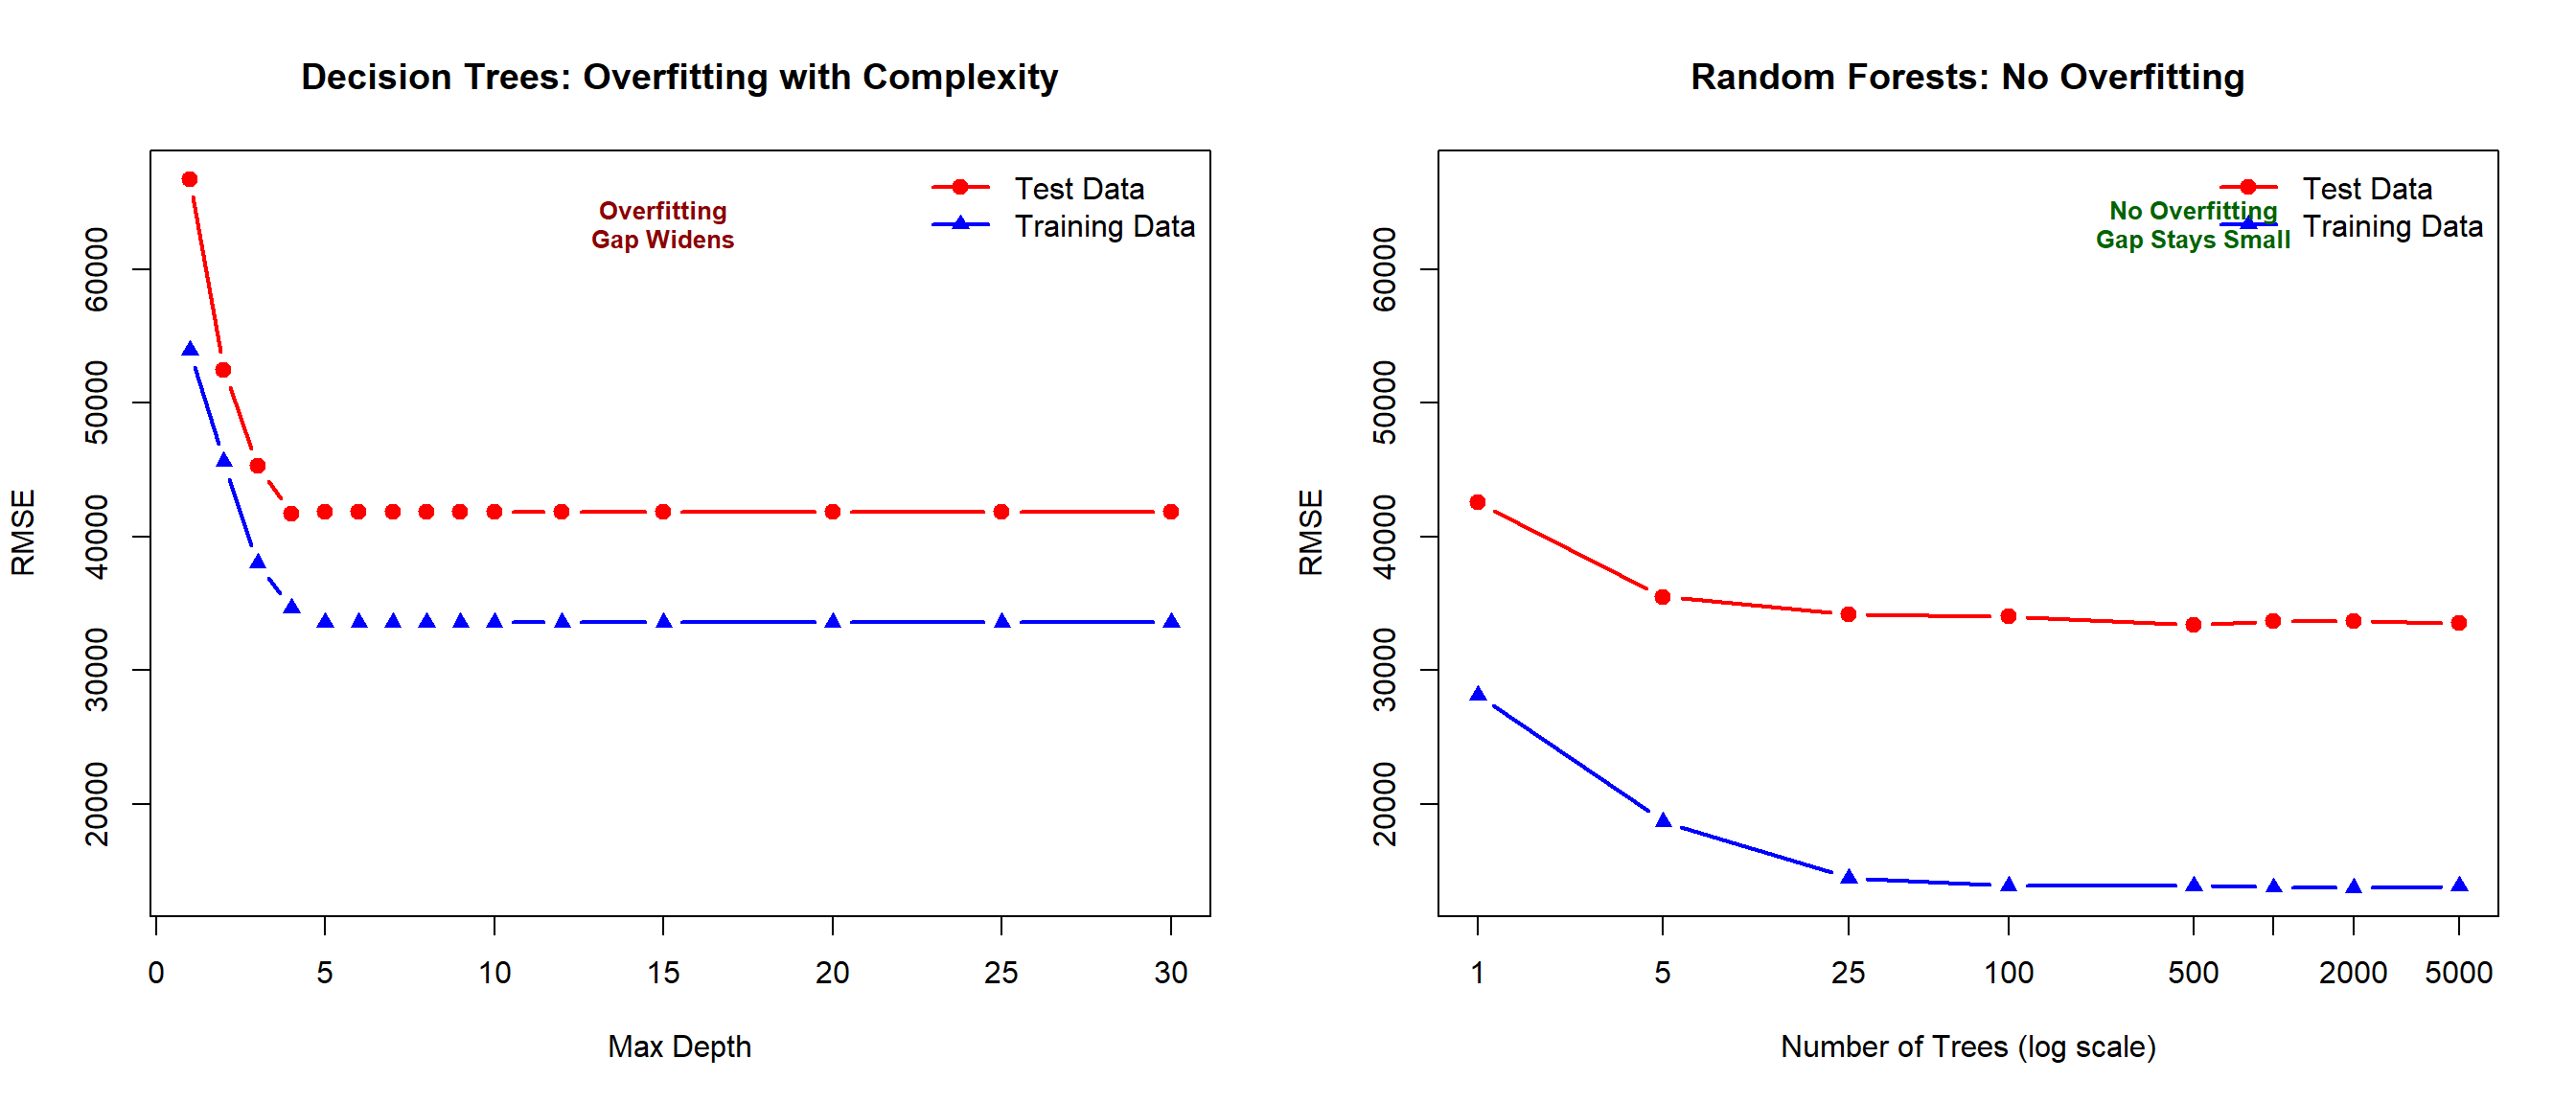 Decision Trees: Overfitting with Complexity
Overfitting
Gap Widens
Test Data
Training Data
RMSE
60000
50000
40000
30000
20000
0 5 10 15 20 25 30
Max Depth
Random Forests: No Overfitting
No Overfitting
Gap Stays Small
Test Data
Training Data
RMSE
60000
50000
40000
30000
20000
1 5 25 100 500 2000 5000
Number of Trees (log scale)